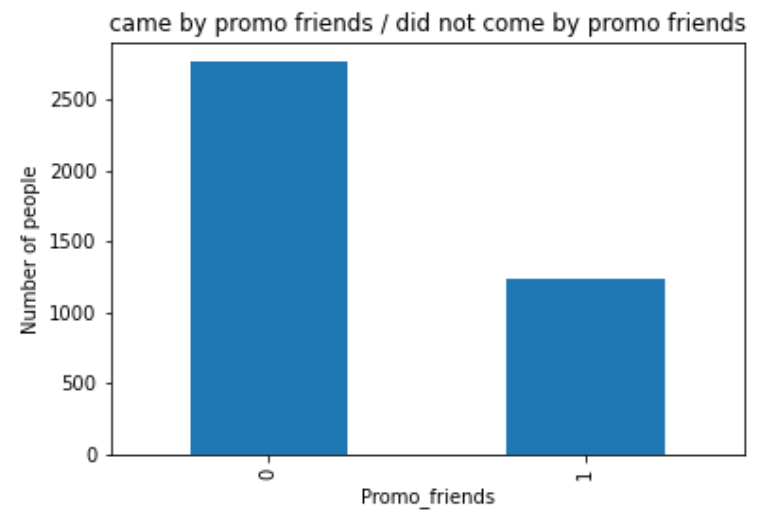 came by promo friends / did not come by promo friends
Number of people
2500
2000
1500
1000
500
0
0
1
Promo_friends